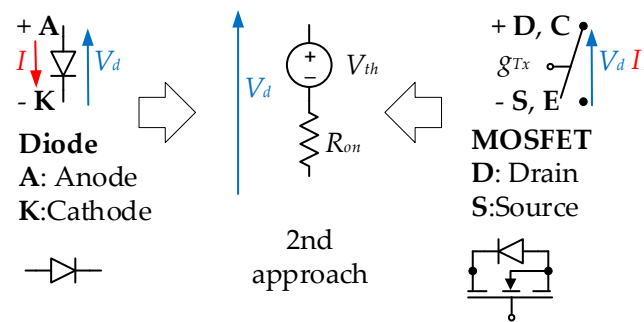 + A
I
V_d
- K
Diode
A: Anode
K:Cathode
V_d
+
−
V_th
R_on
2nd
approach
+ D, C
g_Tx
V_d I
- S, E
MOSFET
D: Drain
S:Source